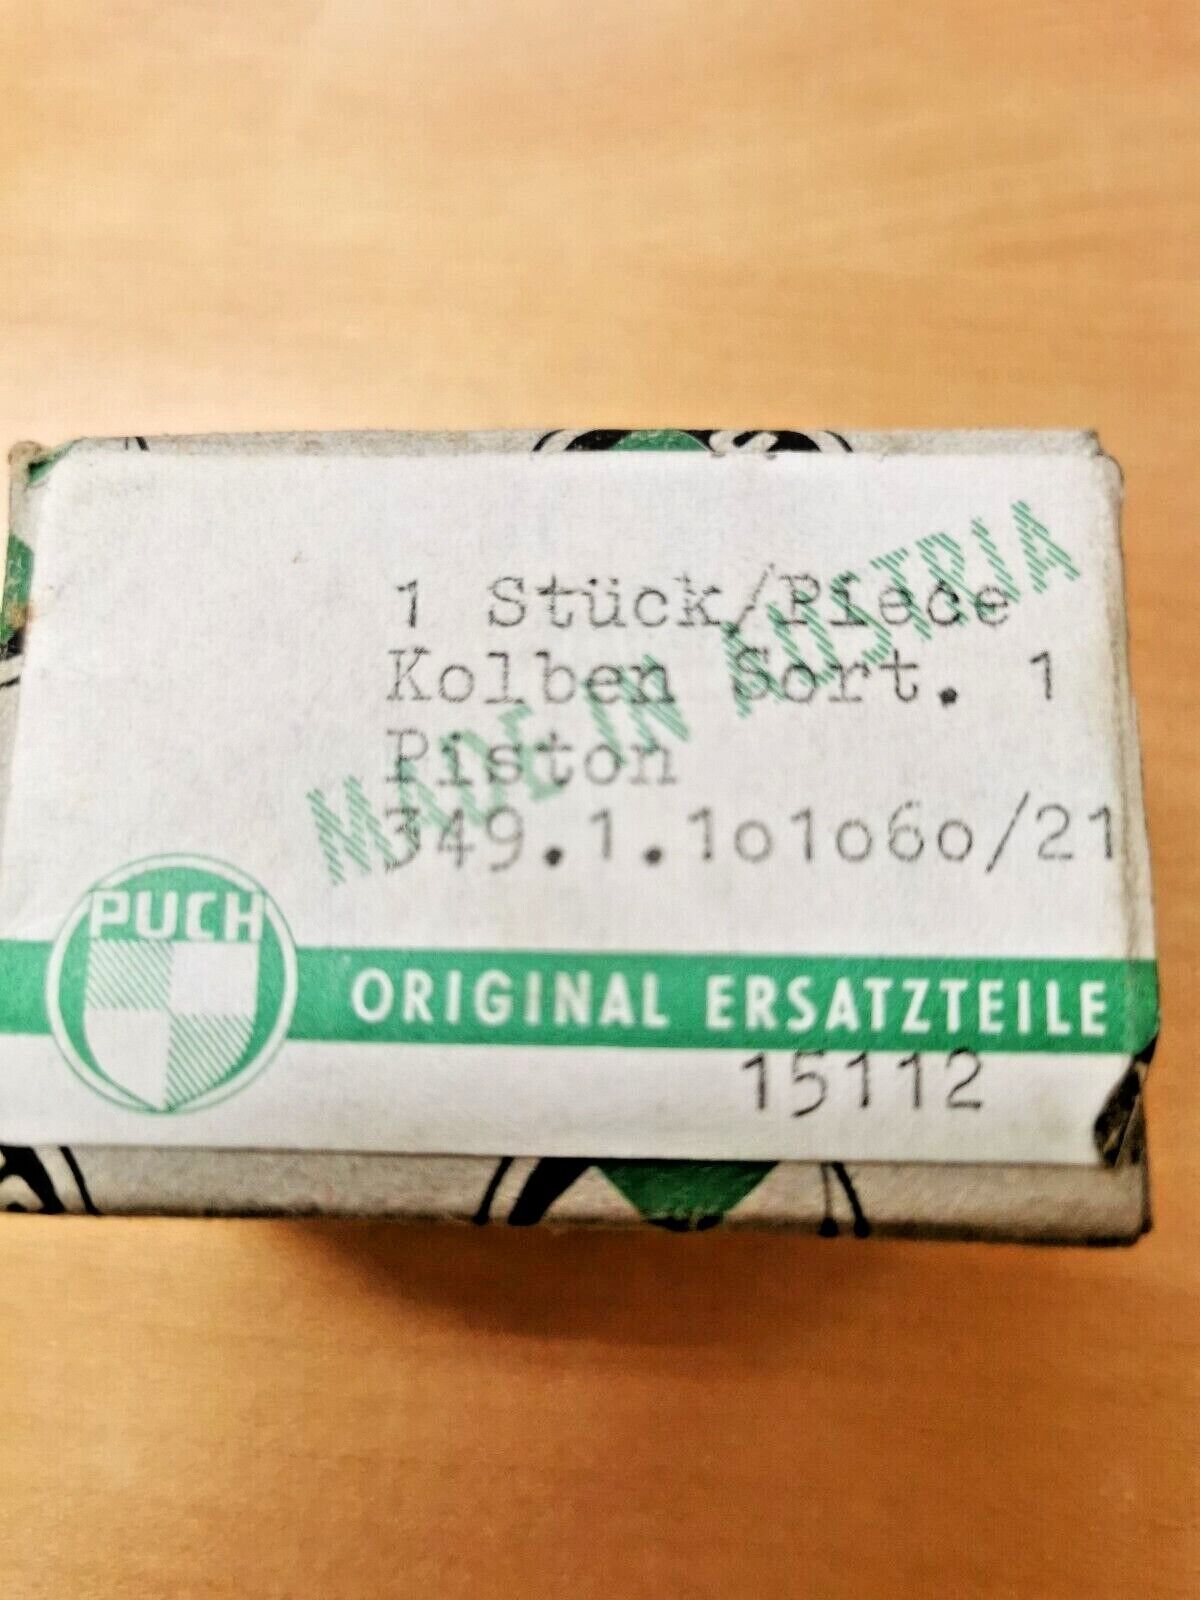 1 Stück/Piece
Kolben Sort. 1
Piston
349.1.1o1o6o/21
MADE IN AUSTRIA
PUCH
ORIGINAL ERSATZTEILE
15112